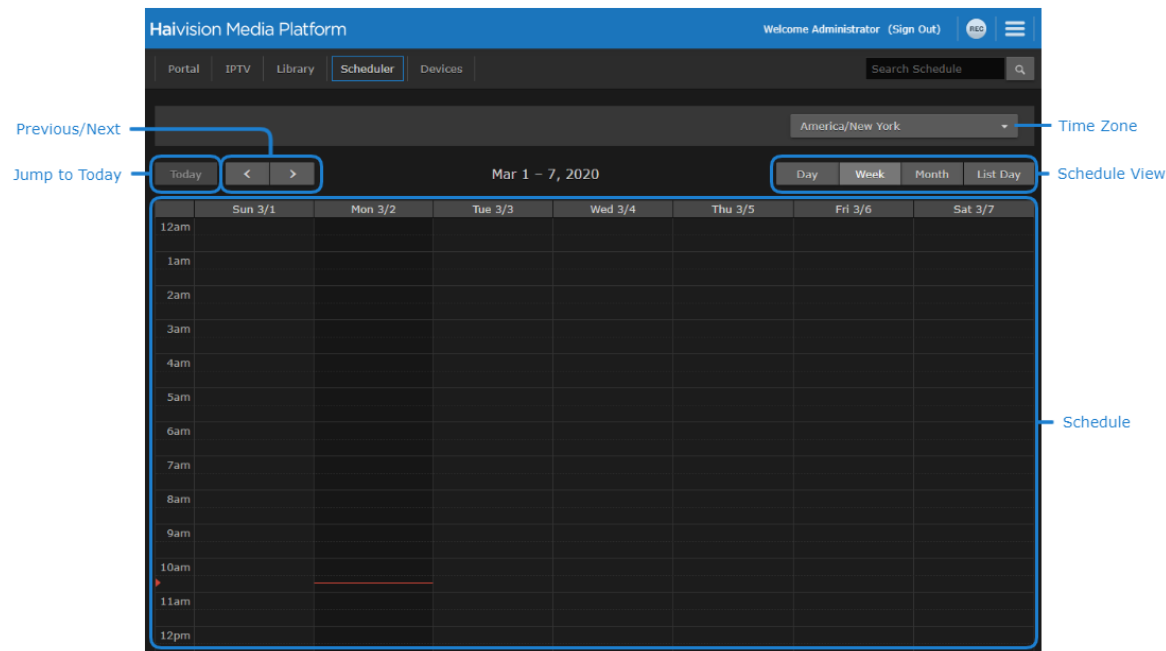 Haivision Media Platform
Welcome Administrator (Sign Out)
REC
Portal
IPTV
Library
Scheduler
Devices
Search Schedule
Previous/Next
America/New York
Time Zone
Jump to Today
Today
< >
Mar 1 – 7, 2020
Day
Week
Month
List Day
Schedule View
Sun 3/1
Mon 3/2
Tue 3/3
Wed 3/4
Thu 3/5
Fri 3/6
Sat 3/7
12am
1am
2am
3am
4am
5am
6am
Schedule
7am
8am
9am
10am
11am
12pm